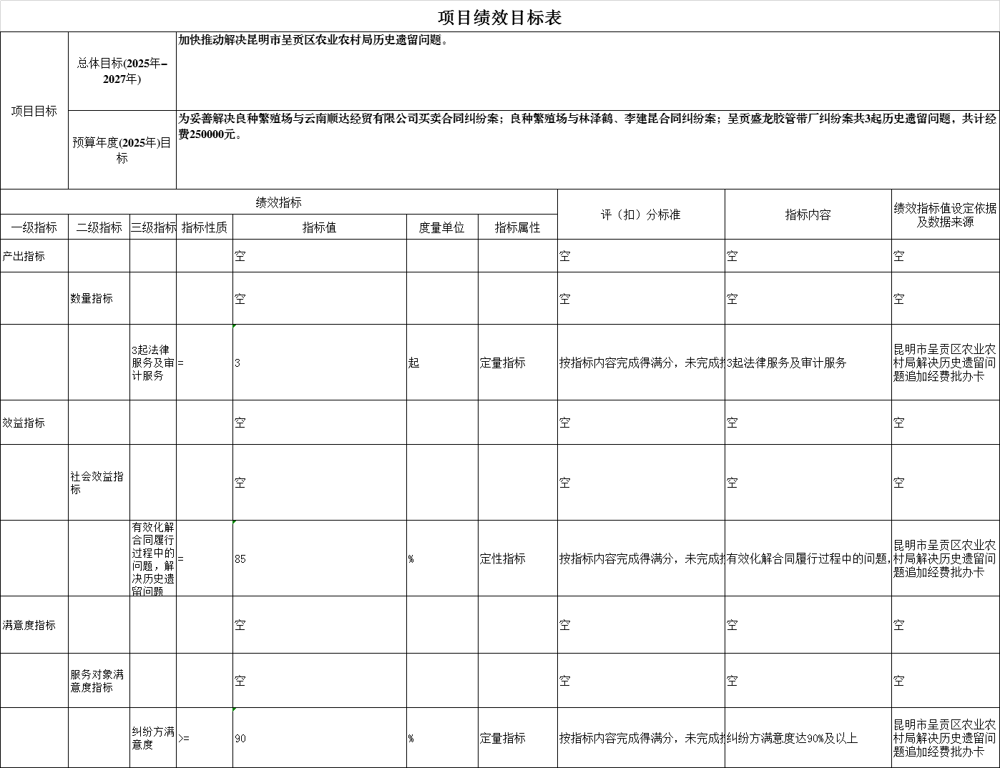 项目绩效目标表
项目目标
总体目标(2025年-
2027年)
加快推动解决昆明市呈贡区农业农村局历史遗留问题。
预算年度(2025年)目
标
为妥善解决良种繁殖场与云南顺达经贸有限公司买卖合同纠纷案；良种繁殖场与林泽鹤、李建昆合同纠纷案；呈贡盛龙胶管带厂纠纷案共3起历史遗留问题，共计经
费250000元。
绩效指标
评（扣）分标准
指标内容
绩效指标值设定依据
及数据来源
一级指标
二级指标
三级指标
指标性质
指标值
度量单位
指标属性
产出指标
空
空
空
空
数量指标
空
空
空
空
3起法律
服务及审
计服务
=
3
起
定量指标
按指标内容完成得满分，未完成
3起法律服务及审计服务
昆明市呈贡区农业农
村局解决历史遗留问
题追加经费批办卡
效益指标
空
空
空
空
社会效益指
标
空
空
空
空
有效化解
合同履行
过程中的
问题，解
决历史遗
留问题
=
85
%
定性指标
按指标内容完成得满分，未完成
有效化解合同履行过程中的问题，
昆明市呈贡区农业农
村局解决历史遗留问
题追加经费批办卡
满意度指标
空
空
空
空
服务对象满
意度指标
空
空
空
空
纠纷方满
意度
>=
90
%
定量指标
按指标内容完成得满分，未完成
纠纷方满意度达90%及以上
昆明市呈贡区农业农
村局解决历史遗留问
题追加经费批办卡